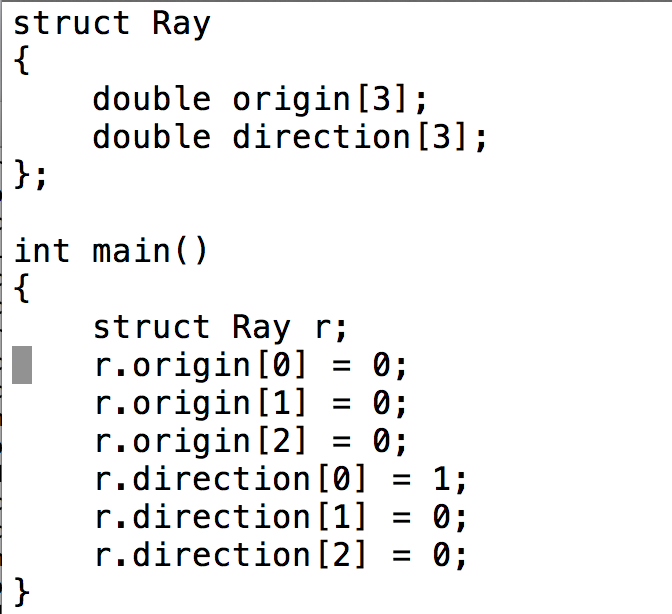 struct Ray
{
    double origin[3];
    double direction[3];
};

int main()
{
    struct Ray r;
    r.origin[0] = 0;
    r.origin[1] = 0;
    r.origin[2] = 0;
    r.direction[0] = 1;
    r.direction[1] = 0;
    r.direction[2] = 0;
}